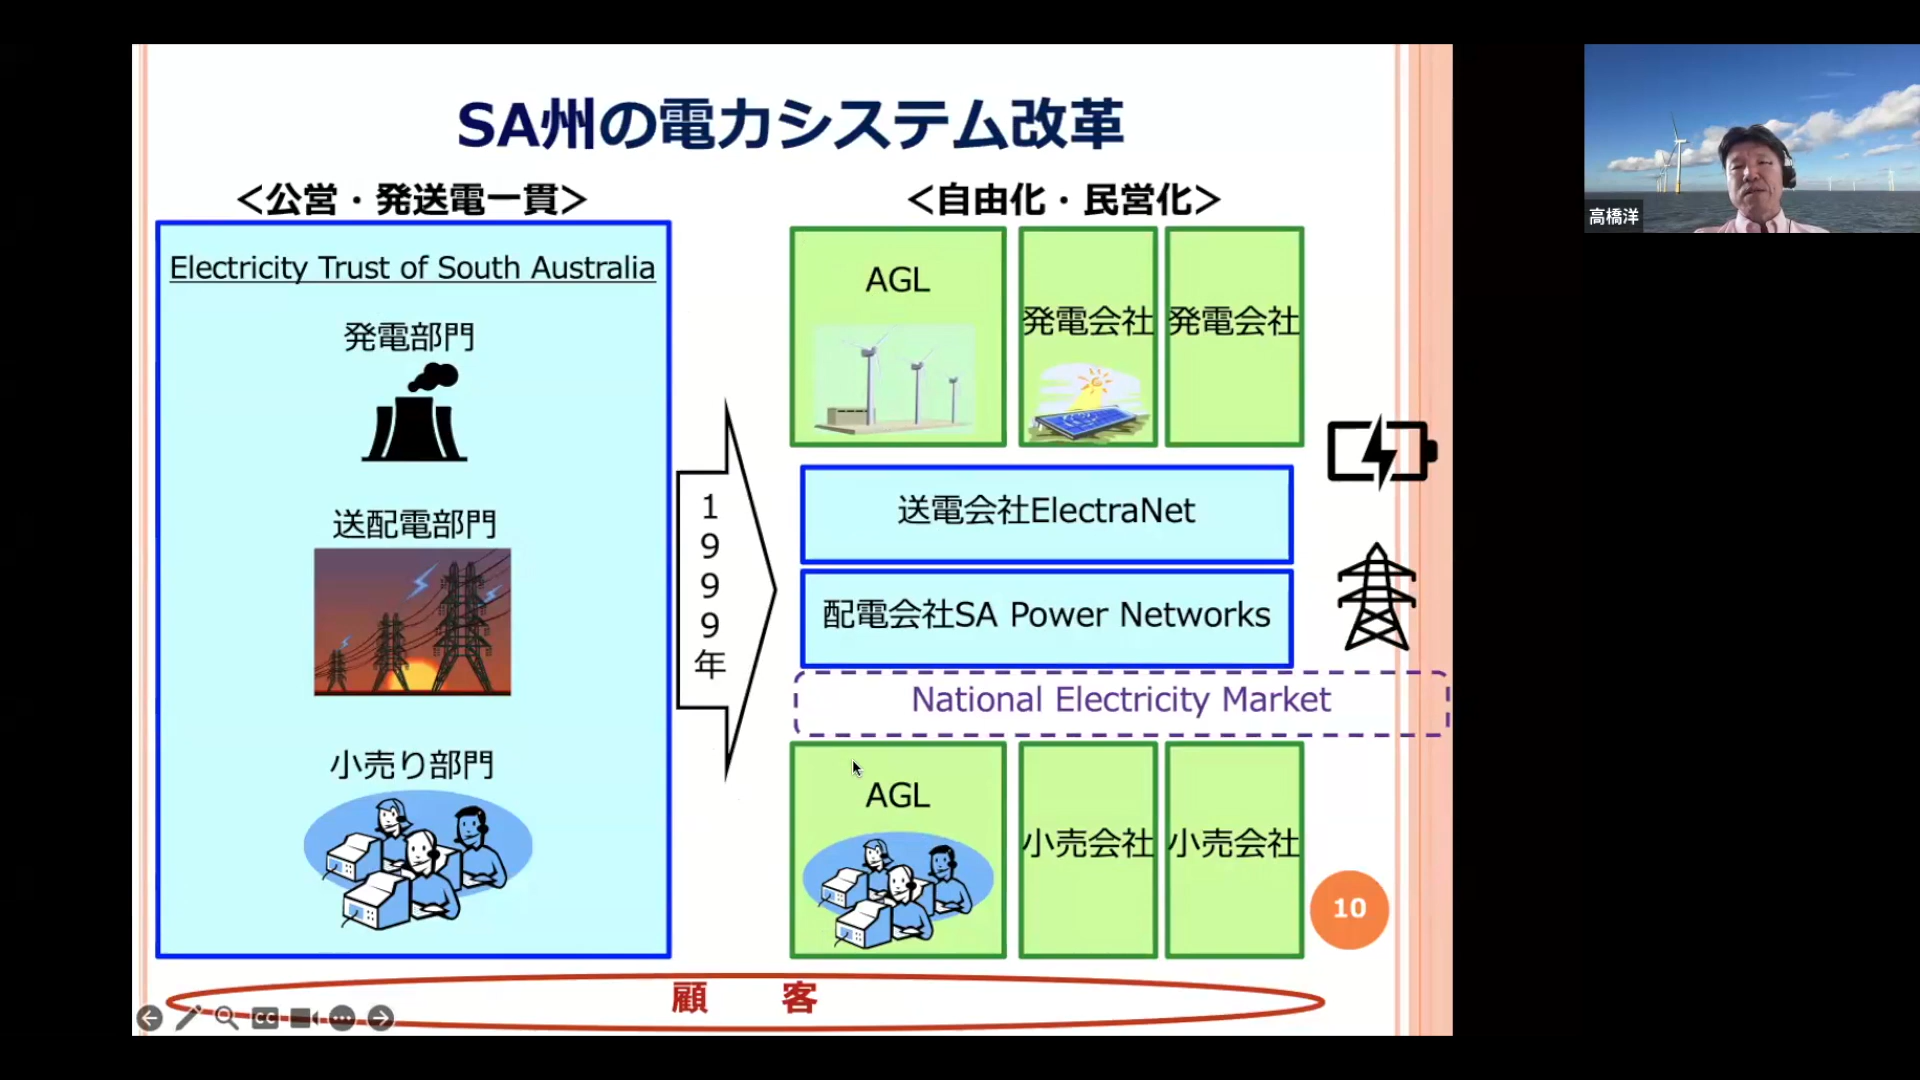 SA州の電力システム改革
＜公営・発送電一貫＞
Electricity Trust of South Australia
発電部門
送配電部門
小売り部門
1999年
＜自由化・民営化＞
AGL
発電会社
発電会社
送電会社ElectraNet
配電会社SA Power Networks
National Electricity Market
AGL
小売会社
小売会社
10
顧　客
CC
高橋洋